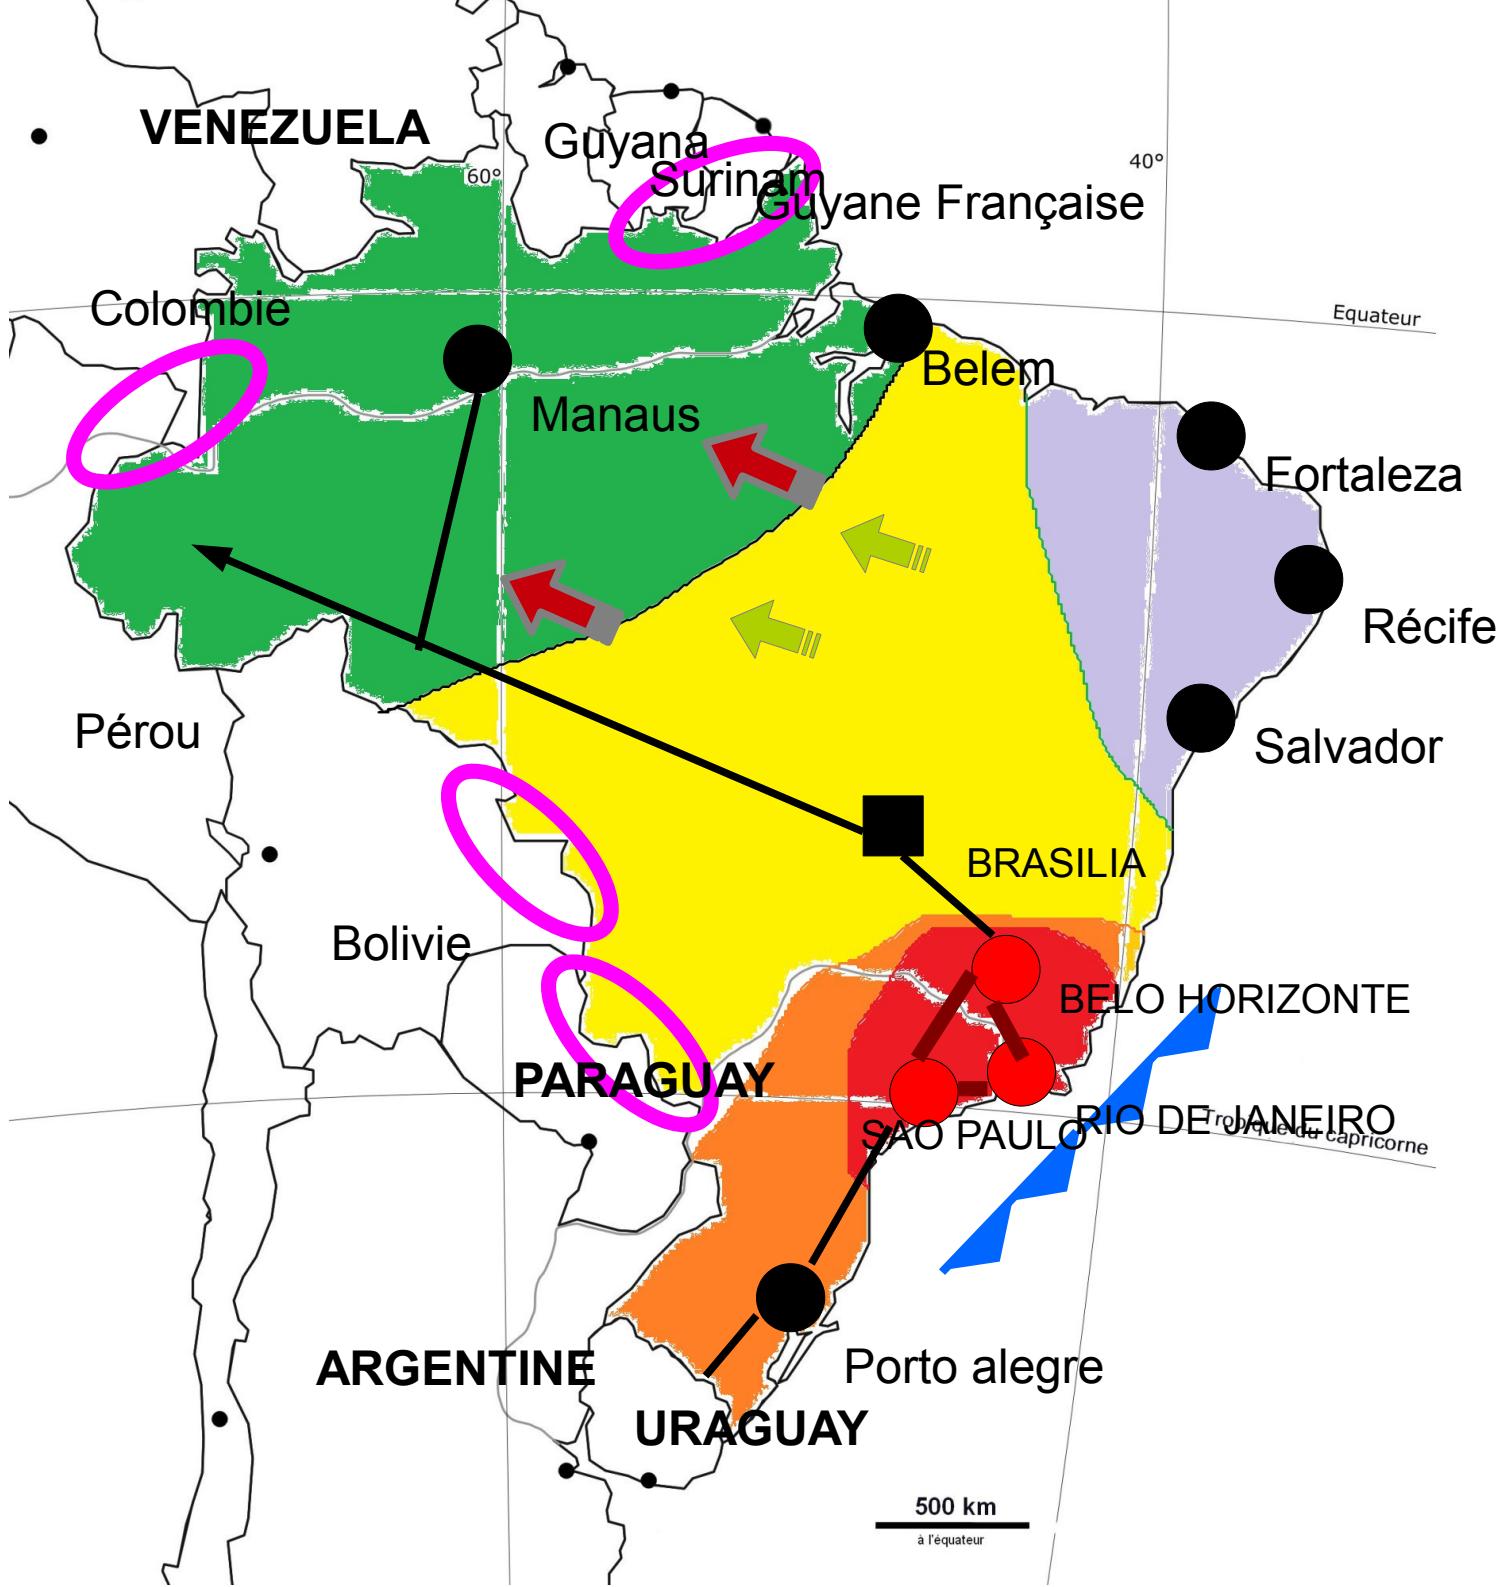 VENEZUELA
Guyana
Surinam
Guyane Française
60°
40°
Colombie
Equateur
Belem
Manaus
Fortaleza
Récife
Pérou
Salvador
BRASILIA
Bolivie
BELO HORIZONTE
PARAGUAY
SAO PAULO
RIO DE JANEIRO
Tropique du capricorne
ARGENTINE
Porto alegre
URAGUAY
500 km
à l'équateur